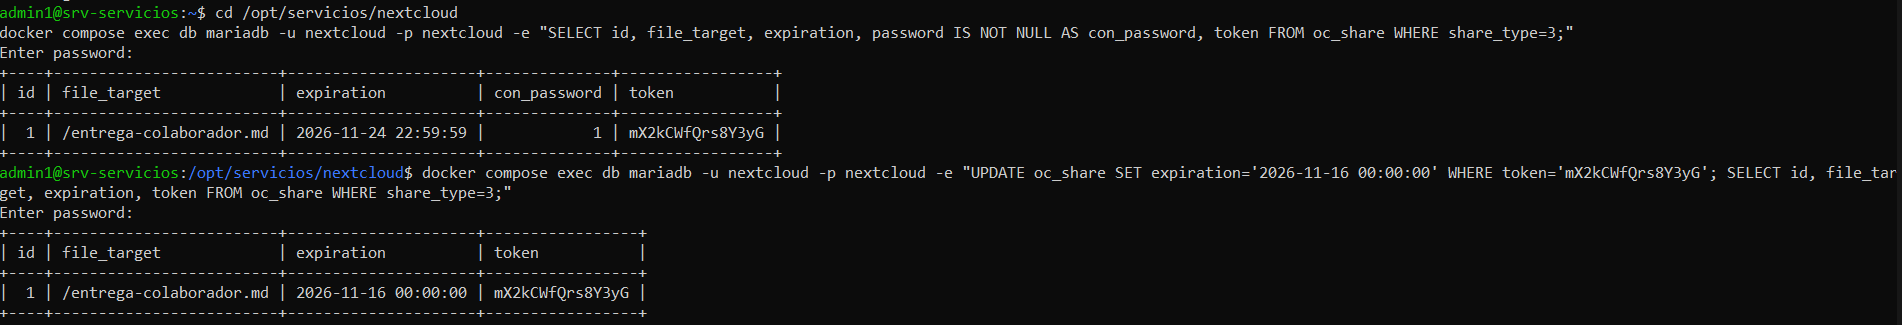 admin1@srv-servicios:~$ cd /opt/servicios/nextcloud
docker compose exec db mariadb -u nextcloud -p nextcloud -e "SELECT id, file_target, expiration, password IS NOT NULL AS con_password, token FROM oc_share WHERE share_type=3;"
Enter password:
+----+-------------------------+---------------------+--------------+-----------------+
| id | file_target             | expiration          | con_password | token           |
+----+-------------------------+---------------------+--------------+-----------------+
|  1 | /entrega-colaborador.md | 2026-11-24 22:59:59 |            1 | mX2kCWfQrs8Y3yG |
+----+-------------------------+---------------------+--------------+-----------------+
admin1@srv-servicios:/opt/servicios/nextcloud$ docker compose exec db mariadb -u nextcloud -p nextcloud -e "UPDATE oc_share SET expiration='2026-11-16 00:00:00' WHERE token='mX2kCWfQrs8Y3yG'; SELECT id, file_tar
get, expiration, token FROM oc_share WHERE share_type=3;"
Enter password:
+----+-------------------------+---------------------+-----------------+
| id | file_target             | expiration          | token           |
+----+-------------------------+---------------------+-----------------+
|  1 | /entrega-colaborador.md | 2026-11-16 00:00:00 | mX2kCWfQrs8Y3yG |
+----+-------------------------+---------------------+-----------------+